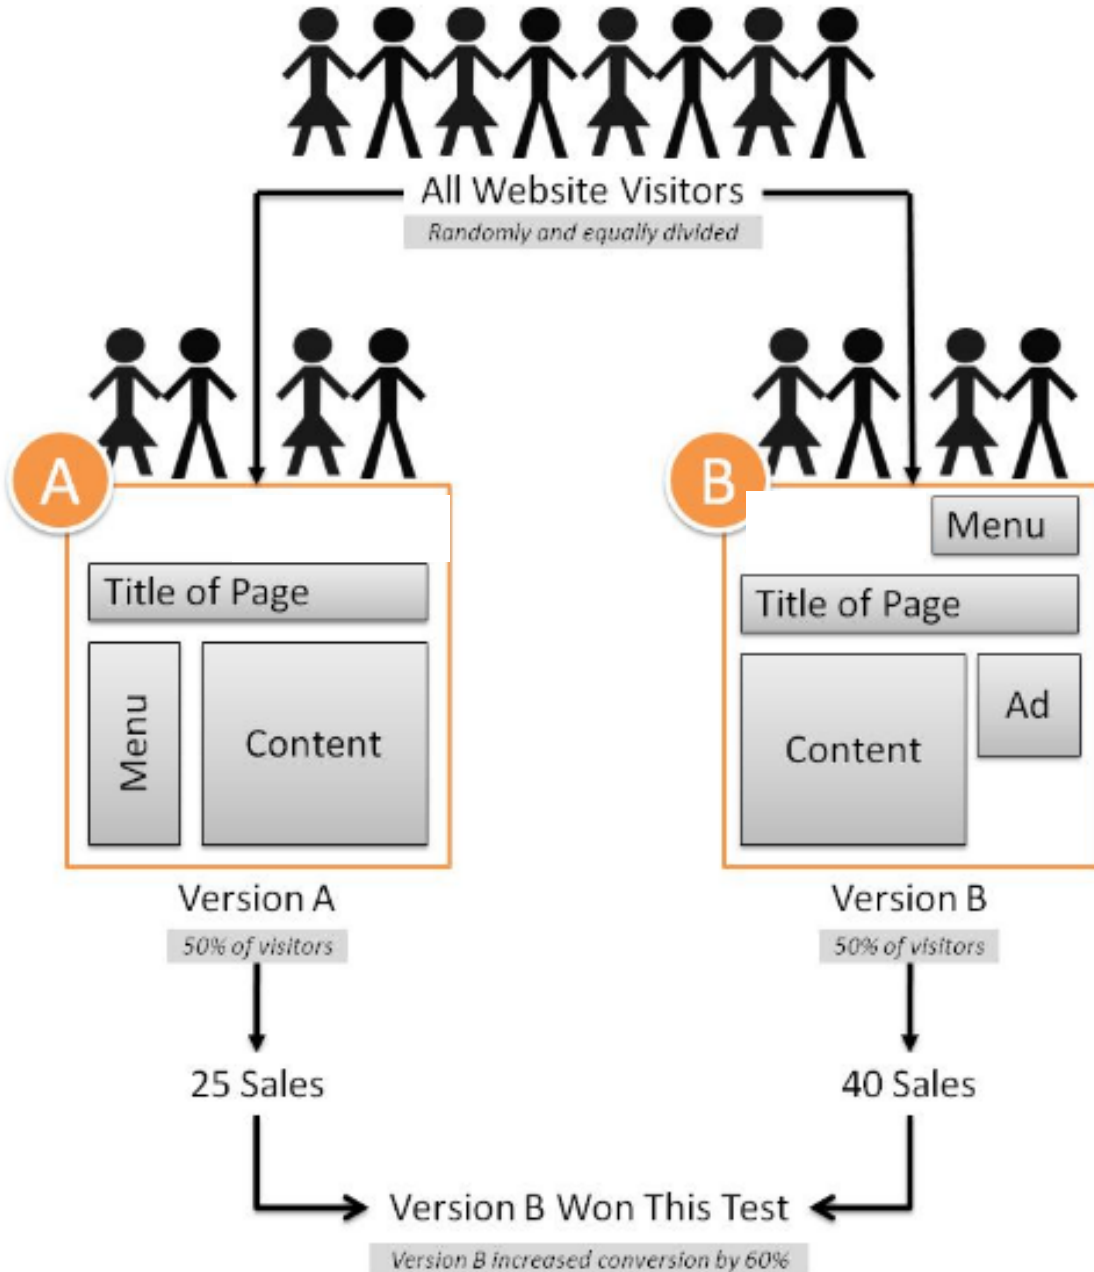 All Website Visitors
Randomly and equally divided
A
B
Title of Page
Menu
Content
Menu
Title of Page
Content
Ad
Version A
50% of visitors
Version B
50% of visitors
25 Sales
40 Sales
Version B Won This Test
Version B increased conversion by 60%